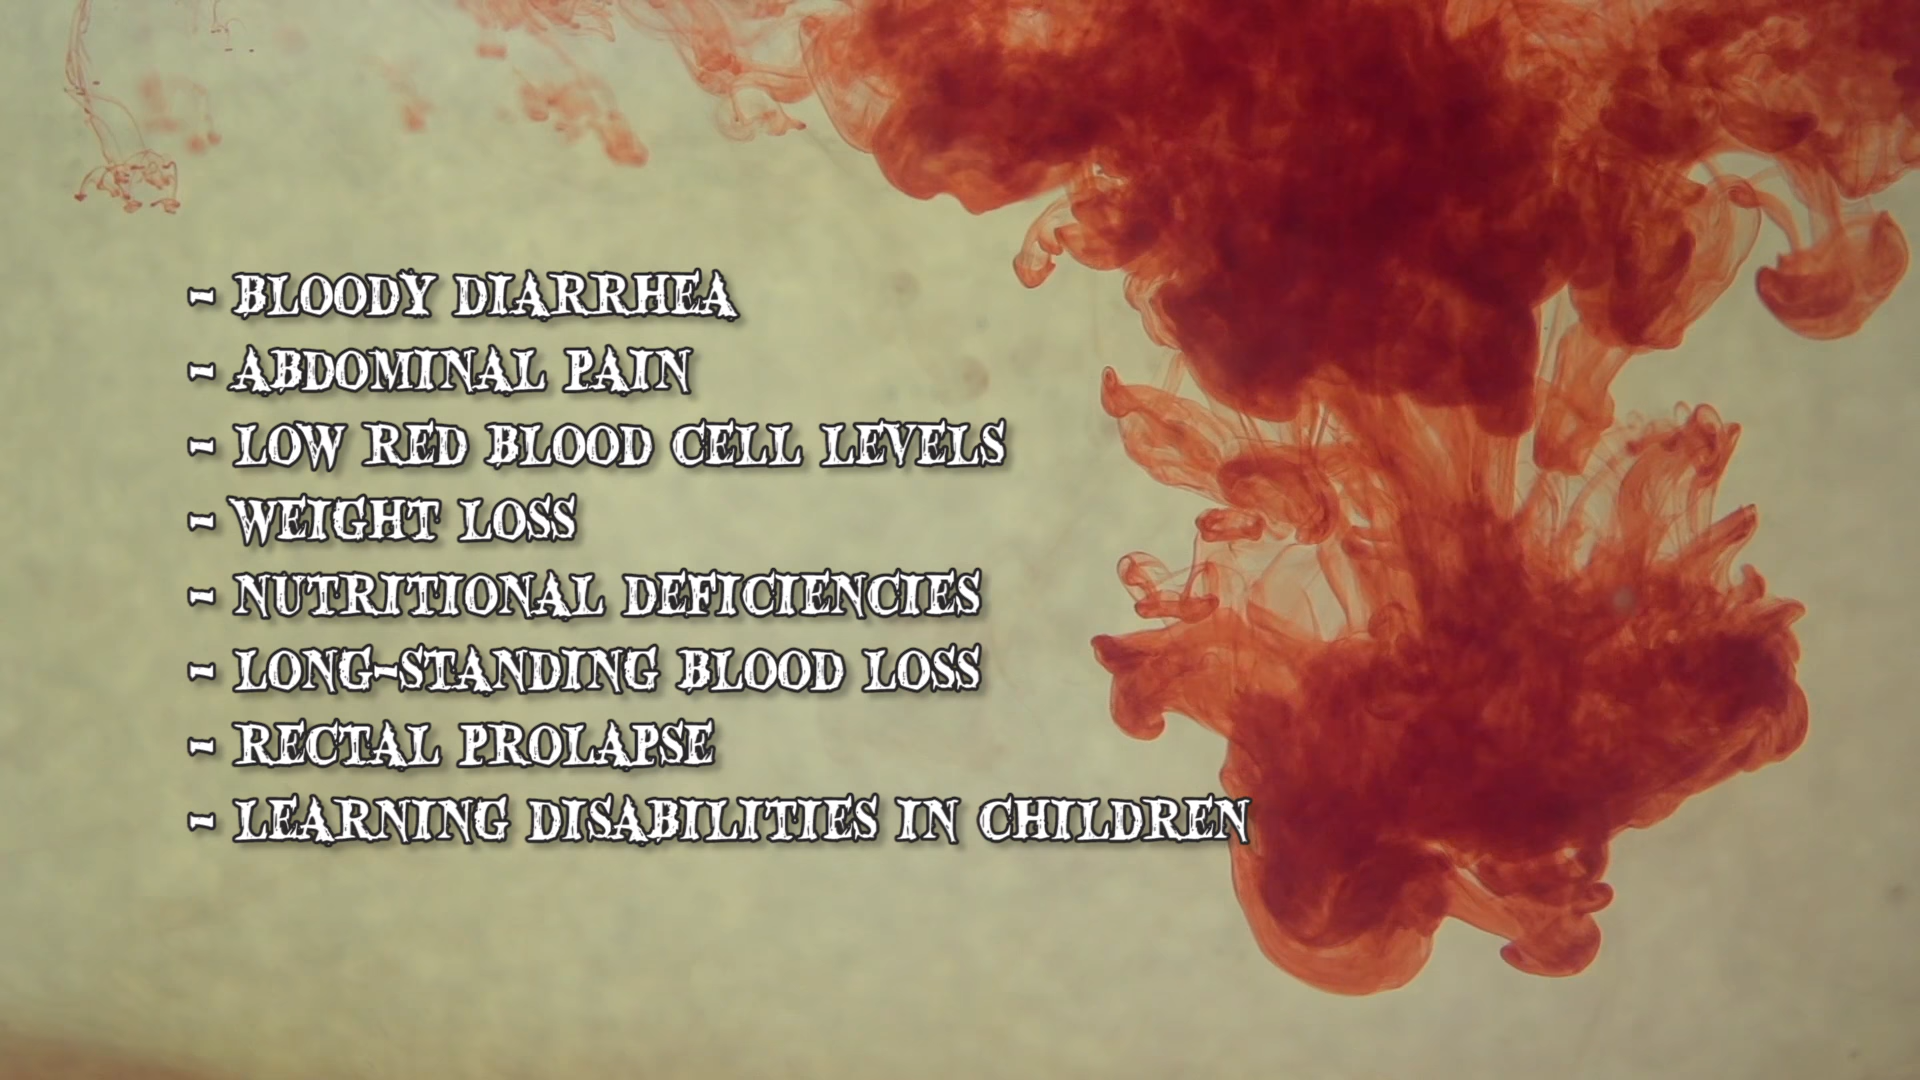 - BLOODY DIARRHEA
- ABDOMINAL PAIN
- LOW RED BLOOD CELL LEVELS
- WEIGHT LOSS
- NUTRITIONAL DEFICIENCIES
- LONG-STANDING BLOOD LOSS
- RECTAL PROLAPSE
- LEARNING DISABILITIES IN CHILDREN